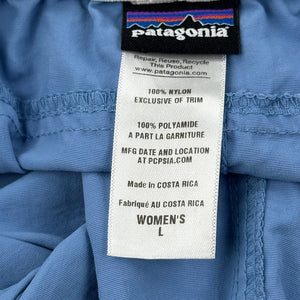 patagonia
Repair, Reuse, Recycle
This Product
www.patagonia.com
100% NYLON
EXCLUSIVE OF TRIM
100% POLYAMIDE
A PART LA GARNITURE
MFG DATE AND LOCATION
AT PCPSIA.COM
Made in COSTA RICA
Fabriqué AU COSTA RICA
WOMEN'S
L